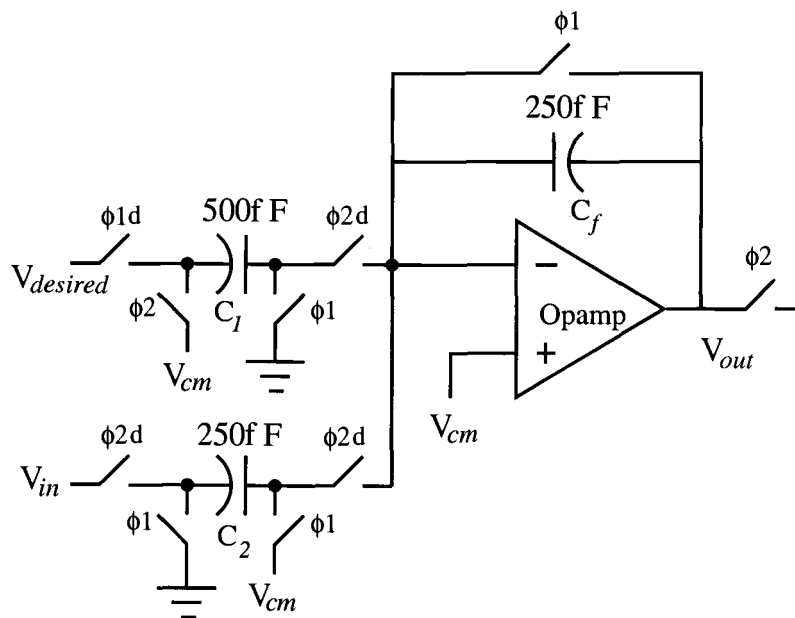 ϕ1
250f F
C_f
ϕ1d
500f F
ϕ2d
V_desired
ϕ2
C_1
ϕ1
V_cm
−
Opamp
+
V_cm
ϕ2
V_out
ϕ2d
250f F
ϕ2d
V_in
ϕ1
C_2
ϕ1
V_cm